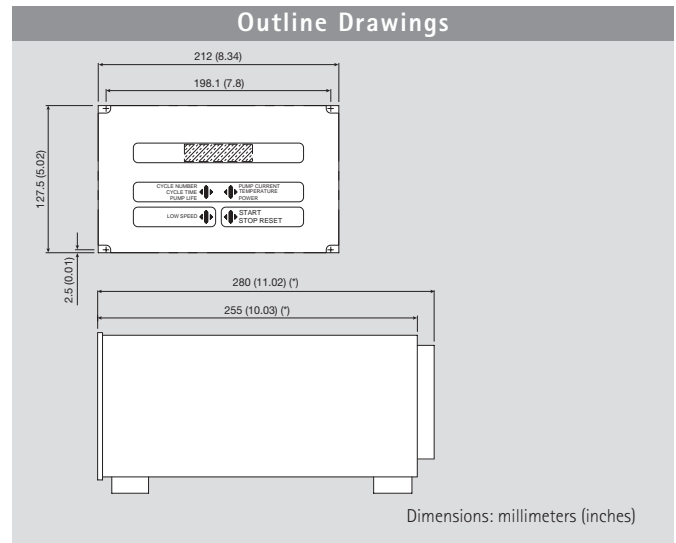 Outline Drawings
212 (8.34)
198.1 (7.8)
127.5 (5.02)
CYCLE NUMBER
CYCLE TIME
PUMP LIFE
PUMP CURRENT
TEMPERATURE
POWER
LOW SPEED
START
STOP RESET
2.5 (0.01)
280 (11.02) (*)
255 (10.03) (*)
Dimensions: millimeters (inches)